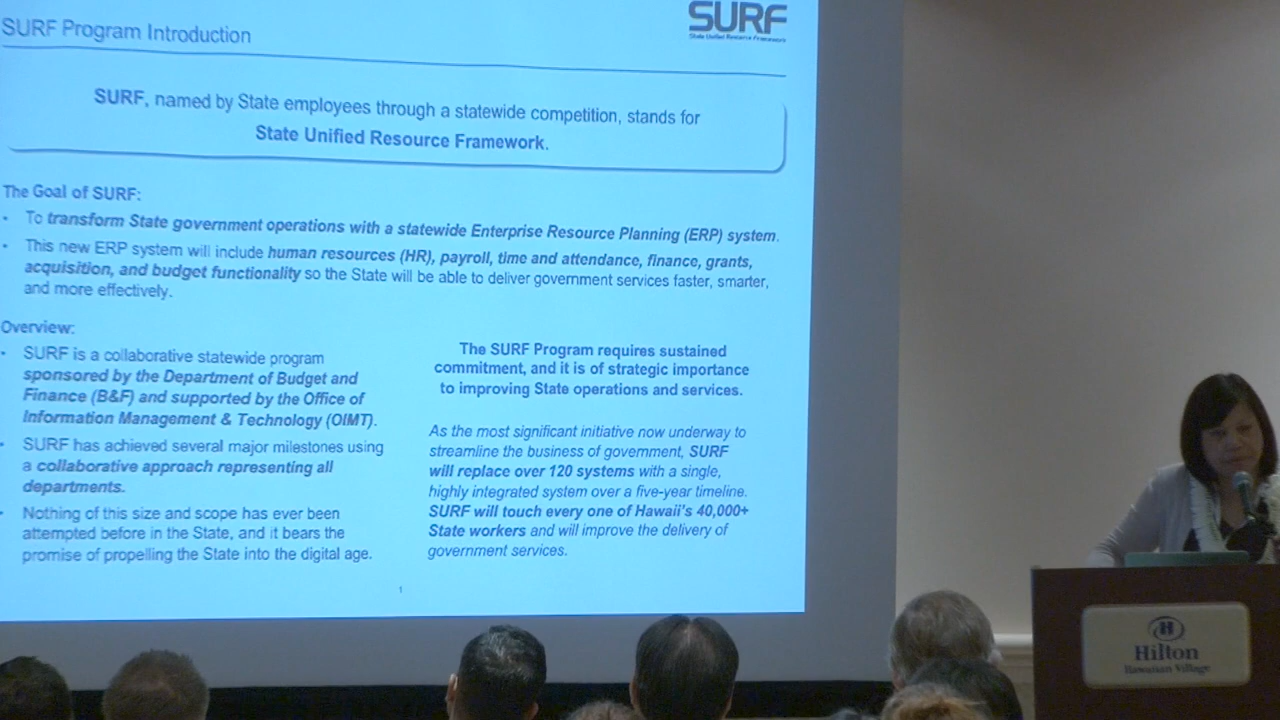 SURF Program Introduction
SURF
State Unified Resource Framework
SURF, named by State employees through a statewide competition, stands for
State Unified Resource Framework.
The Goal of SURF:
• To transform State government operations with a statewide Enterprise Resource Planning (ERP) system.
• This new ERP system will include human resources (HR), payroll, time and attendance, finance, grants,
acquisition, and budget functionality so the State will be able to deliver government services faster, smarter,
and more effectively.
Overview:
• SURF is a collaborative statewide program
sponsored by the Department of Budget and
Finance (B&F) and supported by the Office of
Information Management & Technology (OIMT).
• SURF has achieved several major milestones using
a collaborative approach representing all
departments.
• Nothing of this size and scope has ever been
attempted before in the State, and it bears the
promise of propelling the State into the digital age.
The SURF Program requires sustained
commitment, and it is of strategic importance
to improving State operations and services.
As the most significant initiative now underway to
streamline the business of government, SURF
will replace over 120 systems with a single,
highly integrated system over a five-year timeline.
SURF will touch every one of Hawaii's 40,000+
State workers and will improve the delivery of
government services.
1
H
Hilton
Hawaiian Village